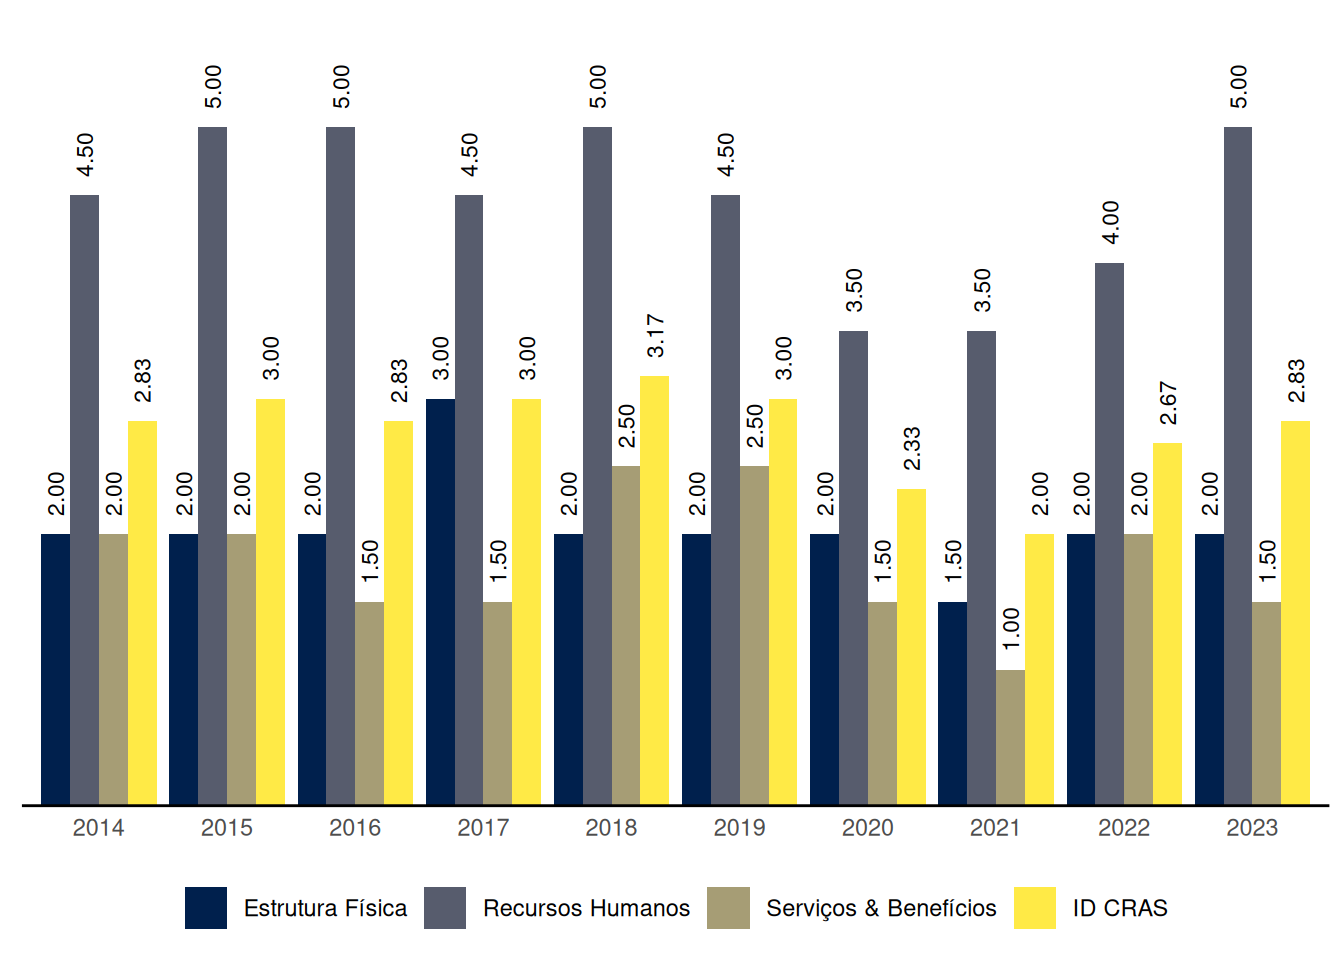 5.00 5.00 5.00 5.00
4.50 4.50 4.50
4.00
3.50 3.50
3.17
3.00 3.00 3.00 3.00
2.83 2.83 2.83
2.67
2.50 2.50
2.33
2.00 2.00 2.00 2.00 2.00 2.00 2.00 2.00 2.00 2.00 2.00 2.00
1.50 1.50 1.50 1.50 1.50
1.00
2014 2015 2016 2017 2018 2019 2020 2021 2022 2023
Estrutura Física Recursos Humanos Serviços & Benefícios ID CRAS